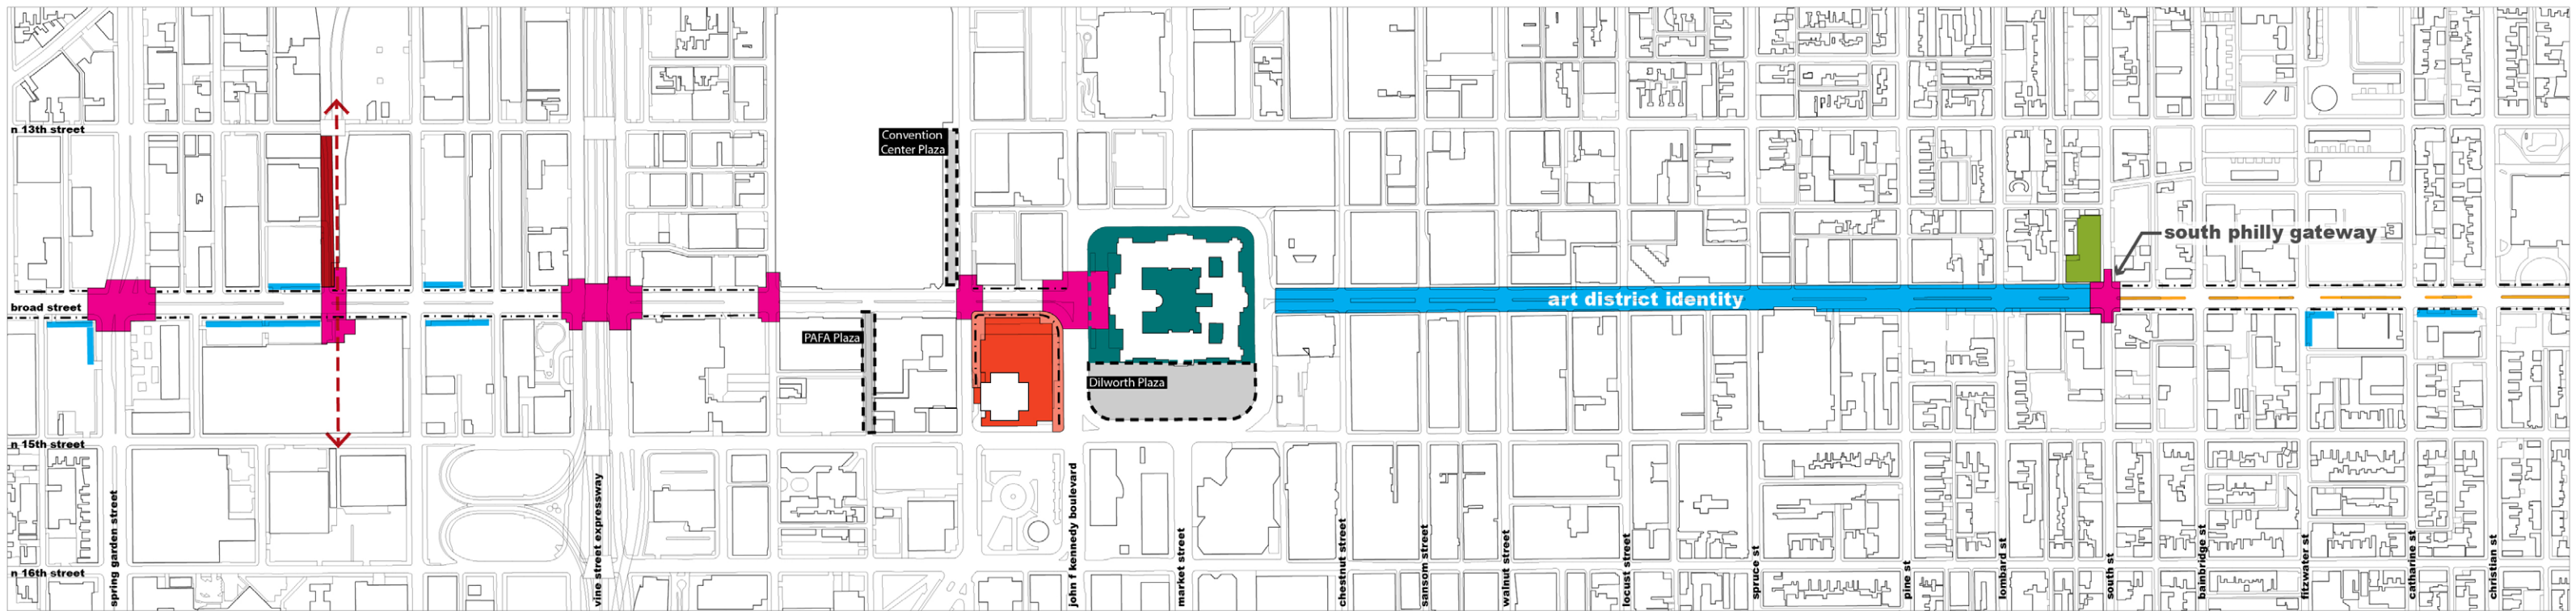 n 13th street
Convention
Center Plaza
south philly gateway
broad street
art district identity
PAFA Plaza
Dilworth Plaza
n 15th street
n 16th street
spring garden street
vine street expressway
john f kennedy boulevard
market street
chestnut street
sansom street
walnut street
locust street
spruce st
pine st
lombard st
south st
bainbridge st
fitzwater st
catharine st
christian st